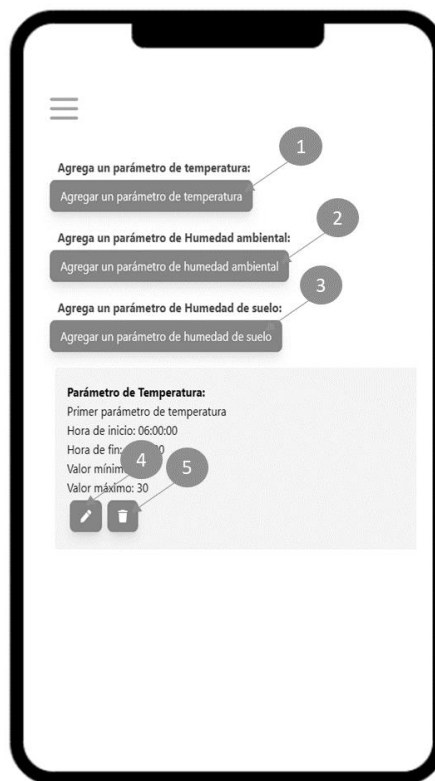 1
Agrega un parámetro de temperatura:
Agregar un parámetro de temperatura
2
Agrega un parámetro de Humedad ambiental:
Agregar un parámetro de humedad ambiental
3
Agrega un parámetro de Humedad de suelo:
Agregar un parámetro de humedad de suelo
Parámetro de Temperatura:
Primer parámetro de temperatura
Hora de inicio: 06:00:00
Hora de fin:
4
5
Valor
Valor máximo: 30